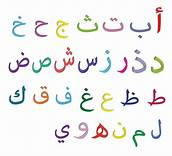 أ ب ت ث ج ح خ
د ذ ر ز س ش ص ض
ط ظ ع غ ف ق ك
ل م ن ه و ي